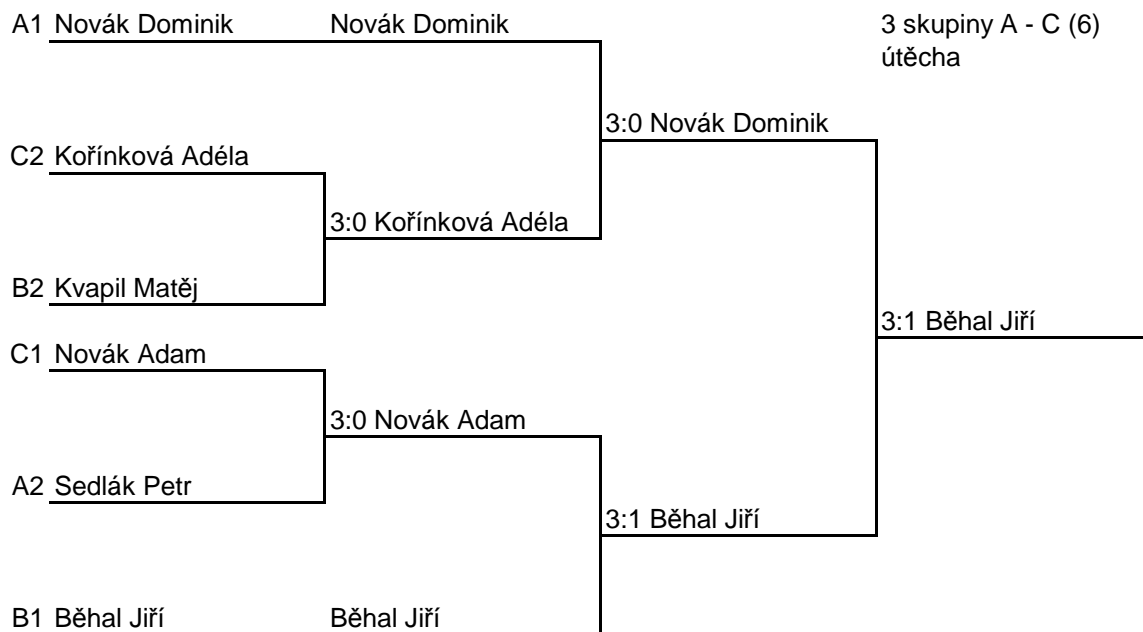 A1 Novák Dominik Novák Dominik 3 skupiny A - C (6)
útěcha
3:0 Novák Dominik
C2 Kořínková Adéla
3:0 Kořínková Adéla
B2 Kvapil Matěj
3:1 Běhal Jiří
C1 Novák Adam
3:0 Novák Adam
A2 Sedlák Petr
3:1 Běhal Jiří
B1 Běhal Jiří Běhal Jiří